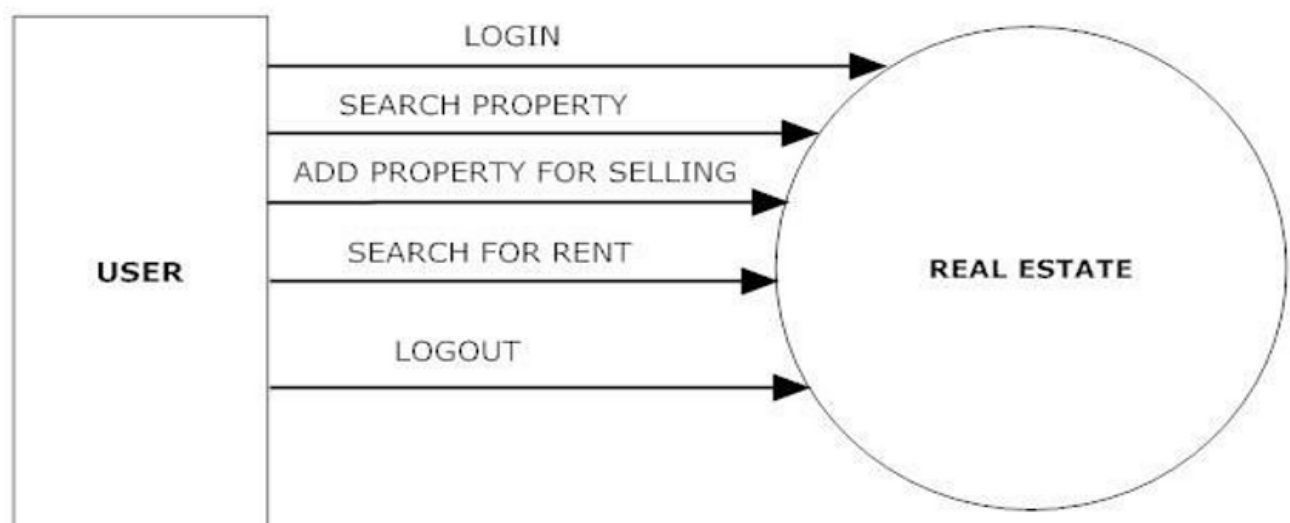 LOGIN
SEARCH PROPERTY
ADD PROPERTY FOR SELLING
SEARCH FOR RENT
USER
REAL ESTATE
LOGOUT